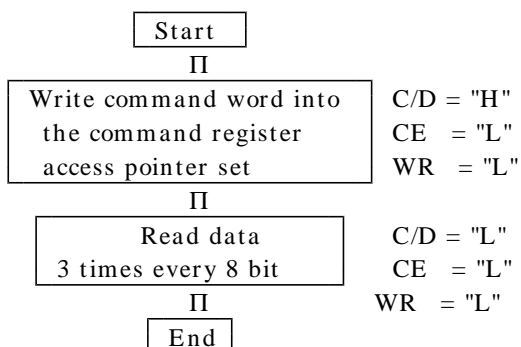 Start
Π
Write command word into C/D = "H"
the command register CE = "L"
access pointer set WR = "L"
Π
Read data C/D = "L"
3 times every 8 bit CE = "L"
Π WR = "L"
End